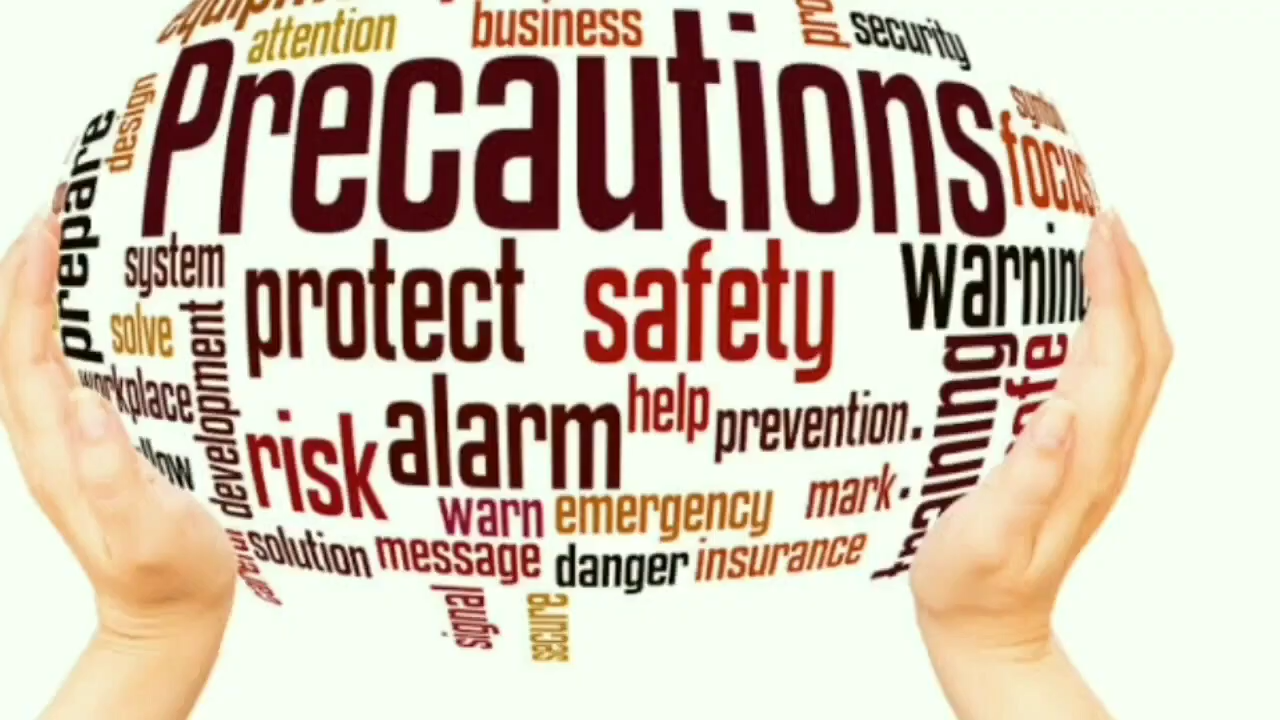 attention
business
security
design
Precautions
prepare
focus
system
protect
safety
solve
development
workplace
risk
alarm
help
prevention
training
warn
emergency
mark
solution
message
danger
insurance
signal
secure